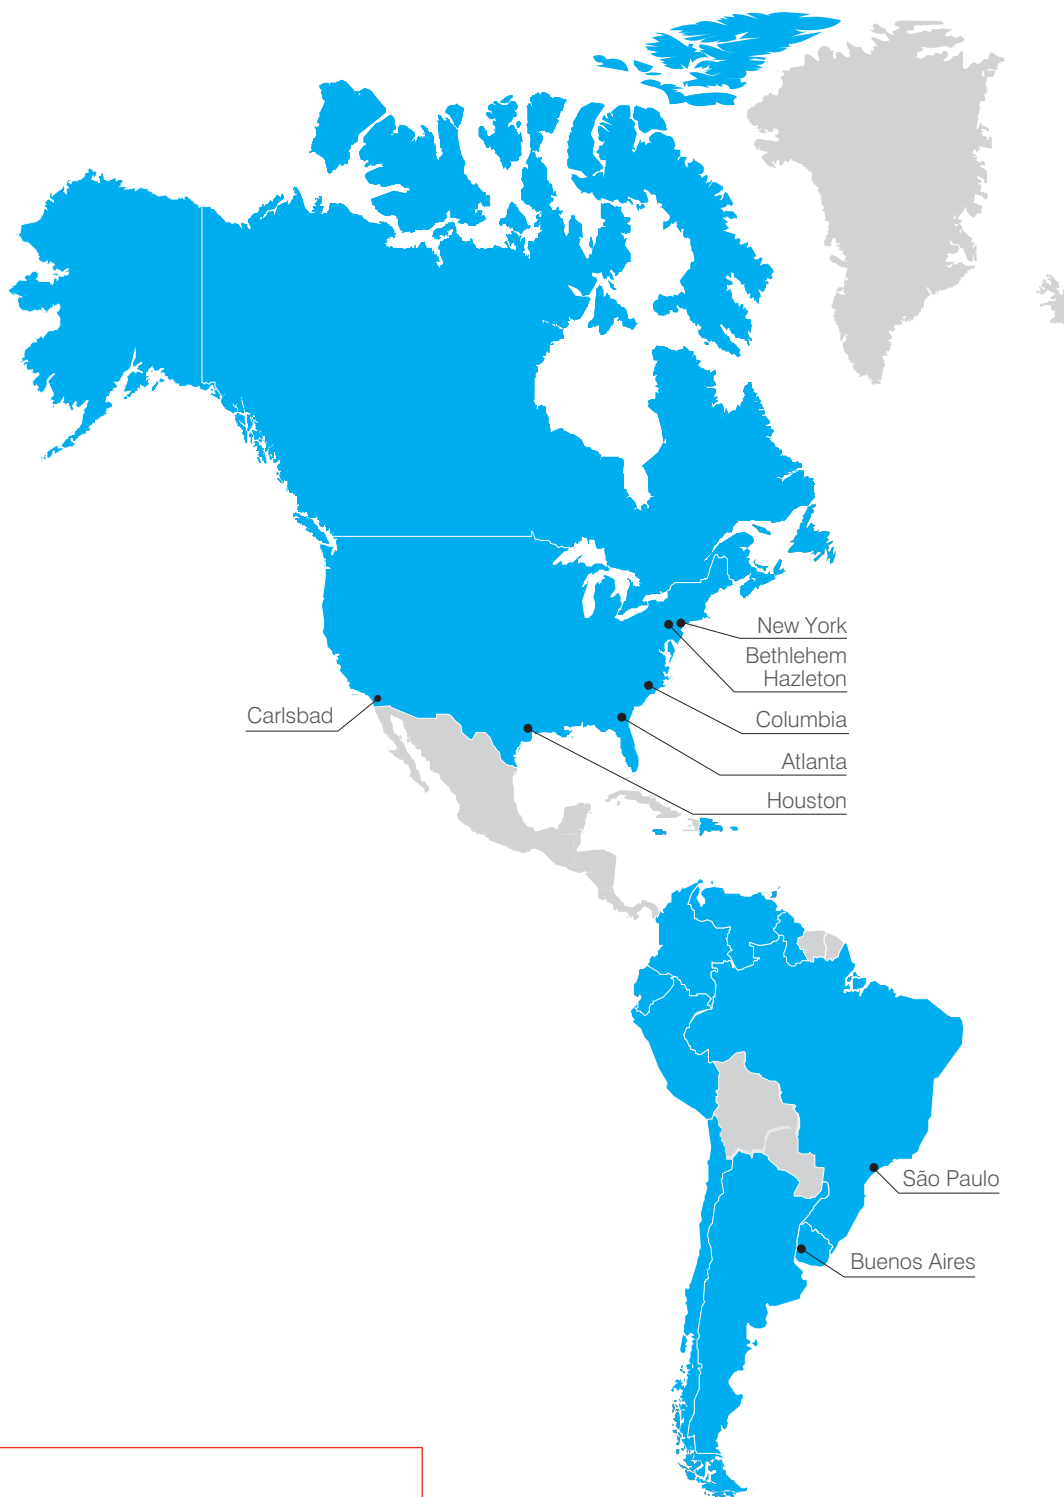 New York
Bethlehem
Hazleton
Carlsbad
Columbia
Atlanta
Houston
São Paulo
Buenos Aires